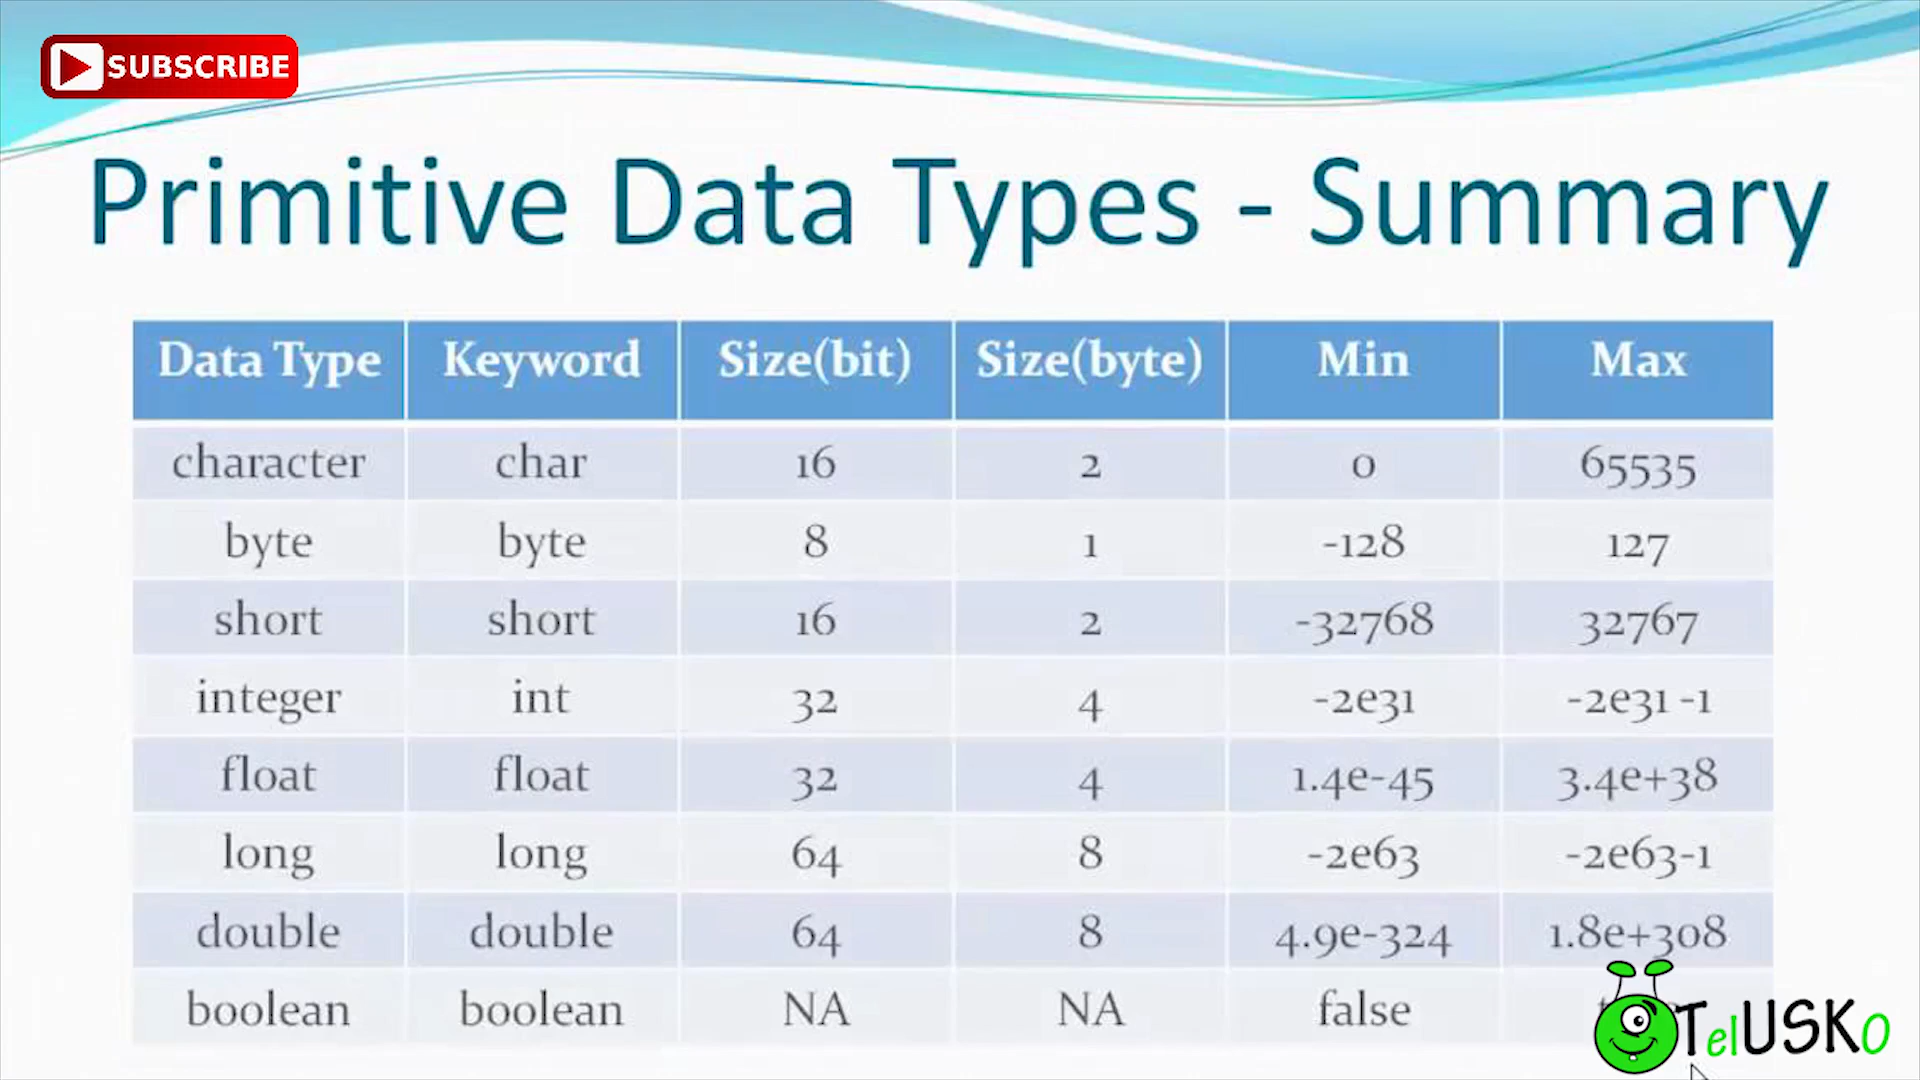 SUBSCRIBE
Primitive Data Types - Summary
Data Type Keyword Size(bit) Size(byte) Min Max
character char 16 2 0 65535
byte byte 8 1 -128 127
short short 16 2 -32768 32767
integer int 32 4 -2e31 -2e31 -1
float float 32 4 1.4e-45 3.4e+38
long long 64 8 -2e63 -2e63-1
double double 64 8 4.9e-324 1.8e+308
boolean boolean NA NA false
TelUSKo